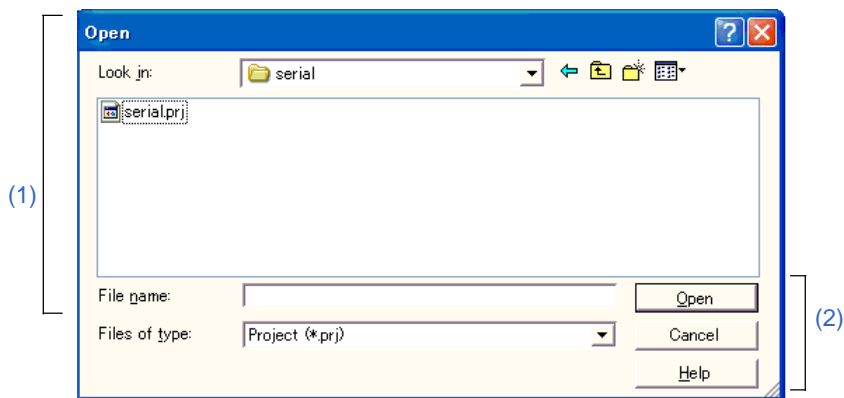 Open
Look in: serial
serial.prj
(1)
File name: Open
(2)
Files of type: Project (*.prj) Cancel
Help